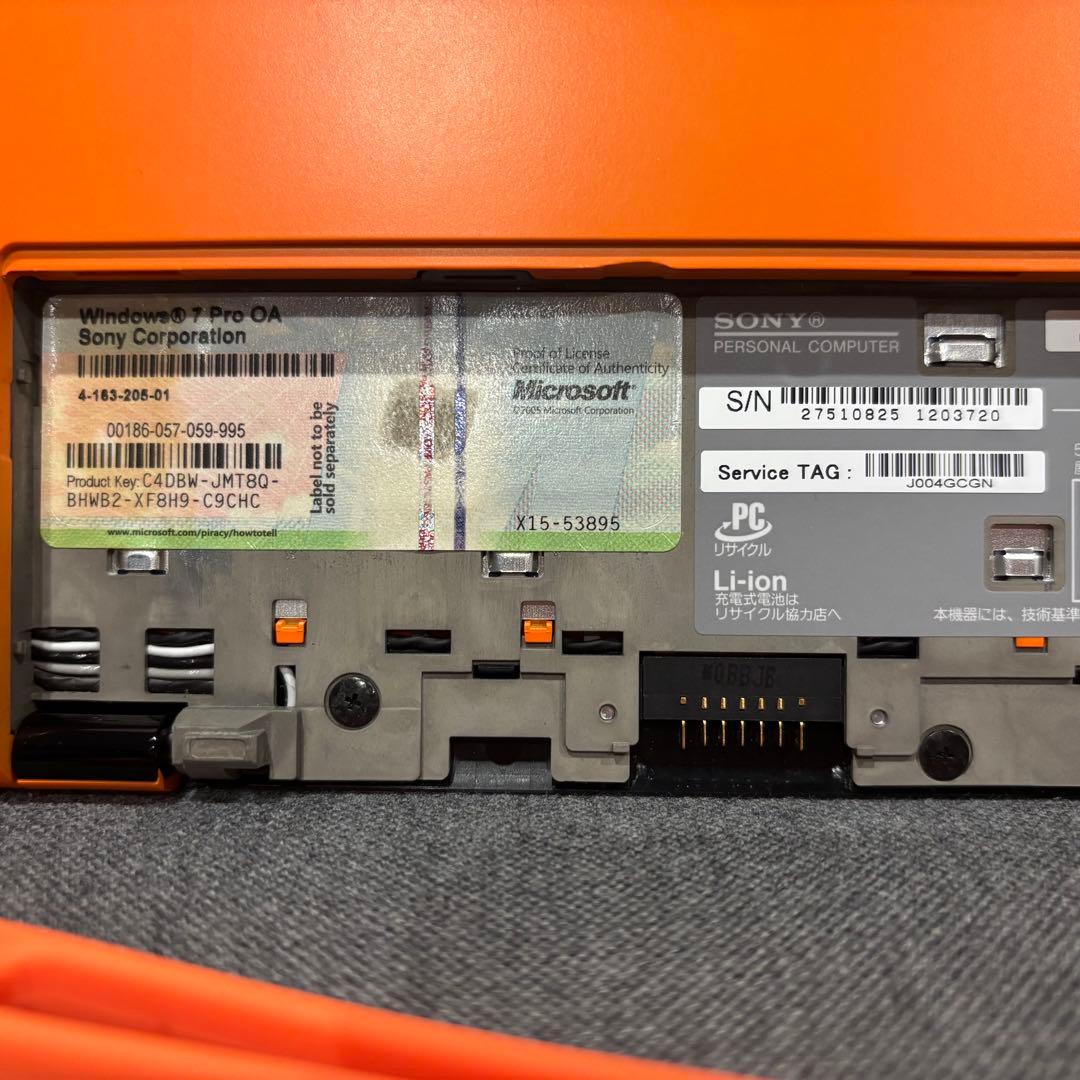 Windows® 7 Pro OA
Sony Corporation
4-163-205-01
00186-057-059-995
Product Key: C4DBW-JMT8Q-
BHWB2-XF8H9-C9CHC
Label not to be
sold separately
www.microsoft.com/piracy/howtotell
Proof of License
Certificate of Authenticity
Microsoft®
©2005 Microsoft Corporation
X15-53895
SONY®
PERSONAL COMPUTER
S/N
27510825 1203720
Service TAG :
J004GCGN
PC
リサイクル
Li-ion
充電式電池は
リサイクル協力店へ
本機器には、技術基準